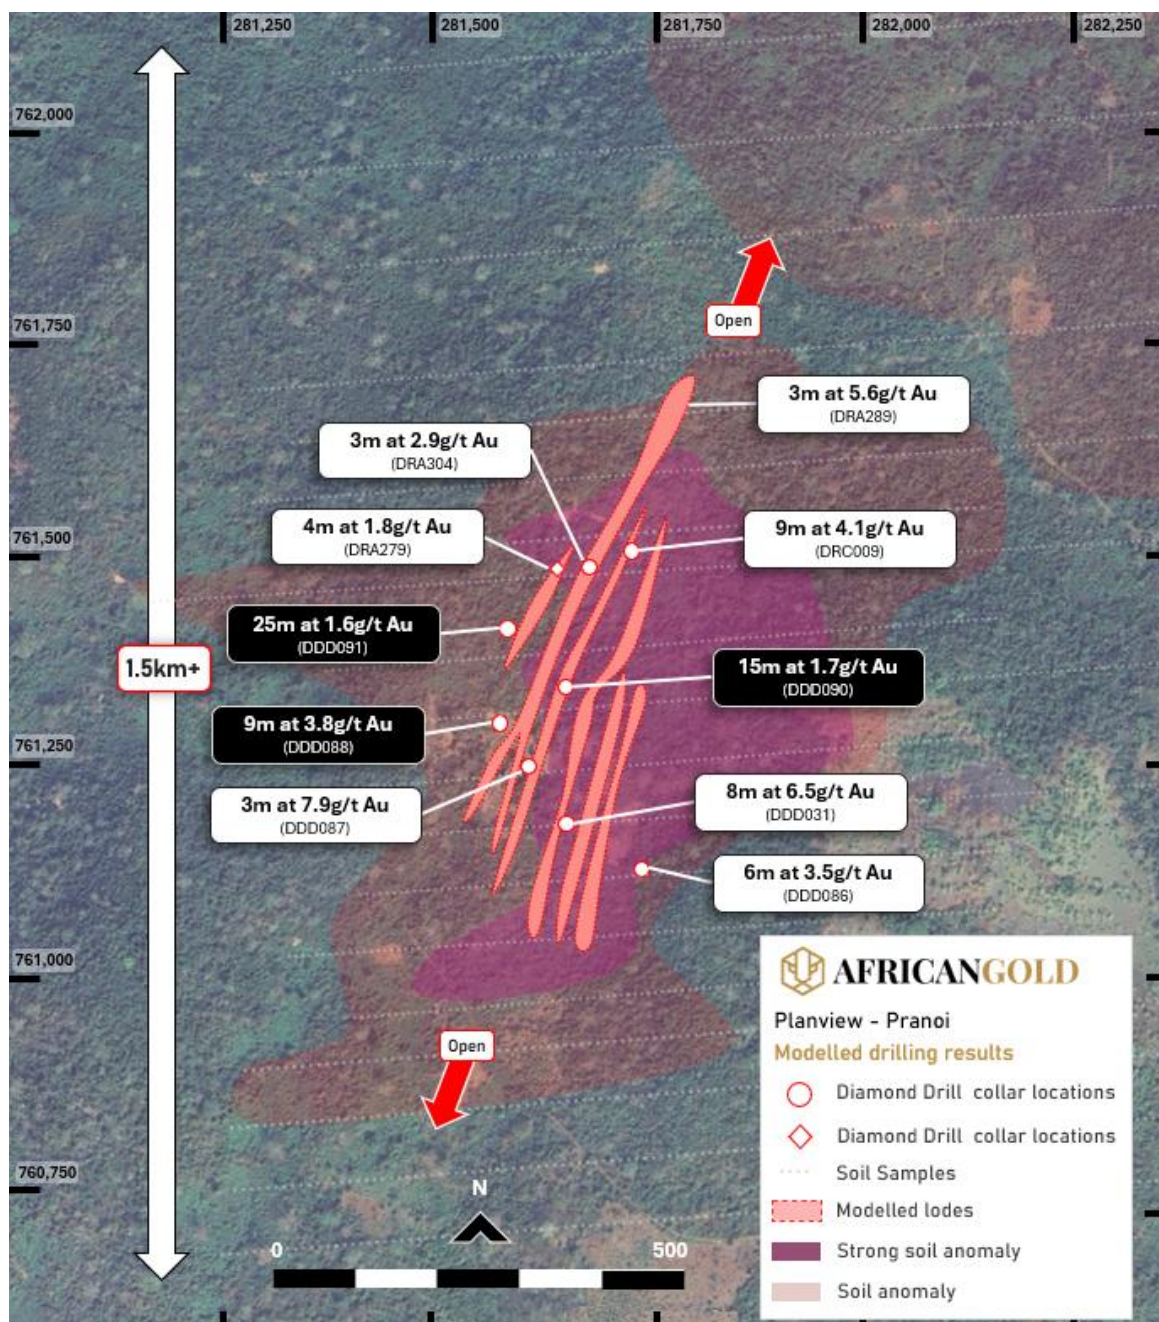 281,250
281,500
281,750
282,000
282,250
762,000
761,750
Open
3m at 5.6g/t Au
(DRA289)
3m at 2.9g/t Au
(DRA304)
4m at 1.8g/t Au
(DRA279)
9m at 4.1g/t Au
(DRC009)
761,500
25m at 1.6g/t Au
(DDD091)
1.5km+
15m at 1.7g/t Au
(DDD090)
9m at 3.8g/t Au
(DDD088)
761,250
3m at 7.9g/t Au
(DDD087)
8m at 6.5g/t Au
(DDD031)
6m at 3.5g/t Au
(DDD086)
761,000
Open
760,750
N
0
500
AFRICANGOLD
Planview - Pranoi
Modelled drilling results
Diamond Drill collar locations
Diamond Drill collar locations
Soil Samples
Modelled lodes
Strong soil anomaly
Soil anomaly